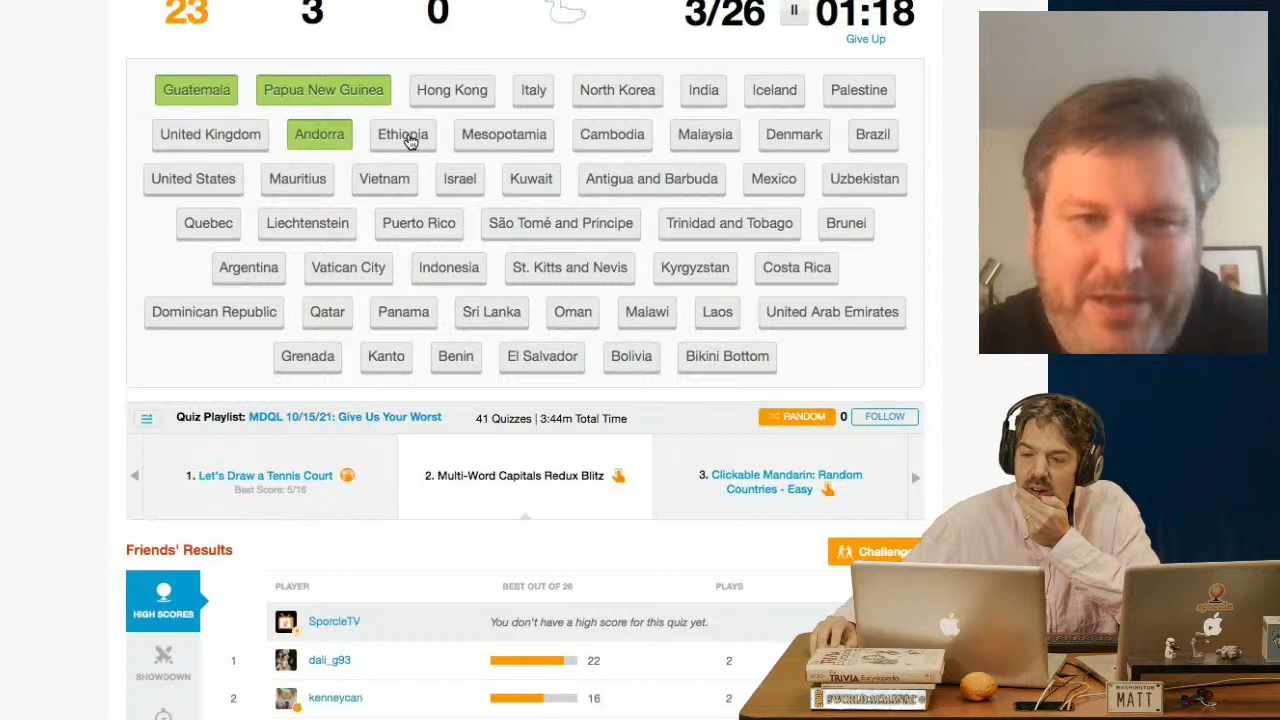 23 3 0 3/26 01:18
Give Up
Guatemala Papua New Guinea Hong Kong Italy North Korea India Iceland Palestine
United Kingdom Andorra Ethiopia Mesopotamia Cambodia Malaysia Denmark Brazil
United States Mauritius Vietnam Israel Kuwait Antigua and Barbuda Mexico Uzbekistan
Quebec Liechtenstein Puerto Rico São Tomé and Principe Trinidad and Tobago Brunei
Argentina Vatican City Indonesia St. Kitts and Nevis Kyrgyzstan Costa Rica
Dominican Republic Qatar Panama Sri Lanka Oman Malawi Laos United Arab Emirates
Grenada Kanto Benin El Salvador Bolivia Bikini Bottom
Quiz Playlist: MDQL 10/15/21: Give Us Your Worst 41 Quizzes | 3:44m Total Time RANDOM 0 FOLLOW
1. Let's Draw a Tennis Court
Best Score: 5/16
2. Multi-Word Capitals Redux Blitz
3. Clickable Mandarin: Random
Countries - Easy
Friends' Results
Challenge
HIGH SCORES
SHOWDOWN
PLAYER BEST OUT OF 26 PLAYS
SporcleTV You don't have a high score for this quiz yet.
1 dali_g93 22 2
2 kenneycan 16 2
sporcle
TRIVIA Encyclopedia
WORLD ALMANAC
WASHINGTON
MATT